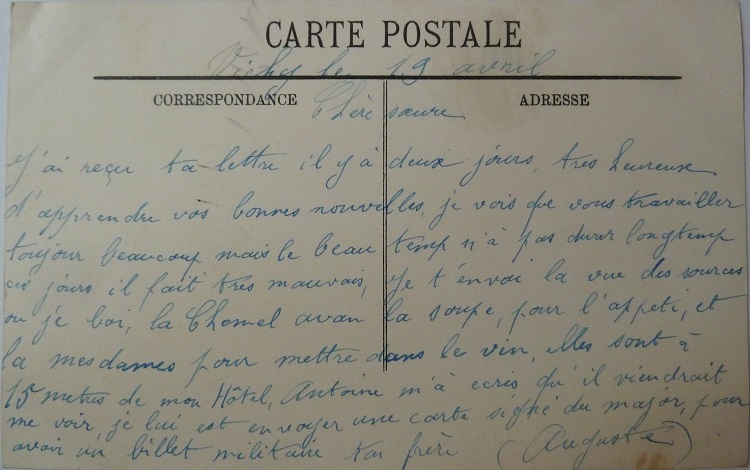 CARTE POSTALE
Vichy le 19 avril
CORRESPONDANCE
ADRESSE
Chère sœure
J'ai reçu ta lettre il y à deux jours, tres heureuse
d'apprendre vos bonnes nouvelles, je vois que vous travailler
toujour beaucoup mais le beau temp n'à pas durer longtemp
ces jours il fait tres mauvais, je t'envoi la vue des sources
ou je boi, la Chomel avan la soupe, pour l'appeti, et
la mesdames pour mettre dans le vin, elles sont à
15 metres de mon Hôtel, Antoine m'à ecris qu'il viendrait
me voir, je lui est envoyer une carte signé du major, pour
avoir un billet militaire ton frère (Auguste)